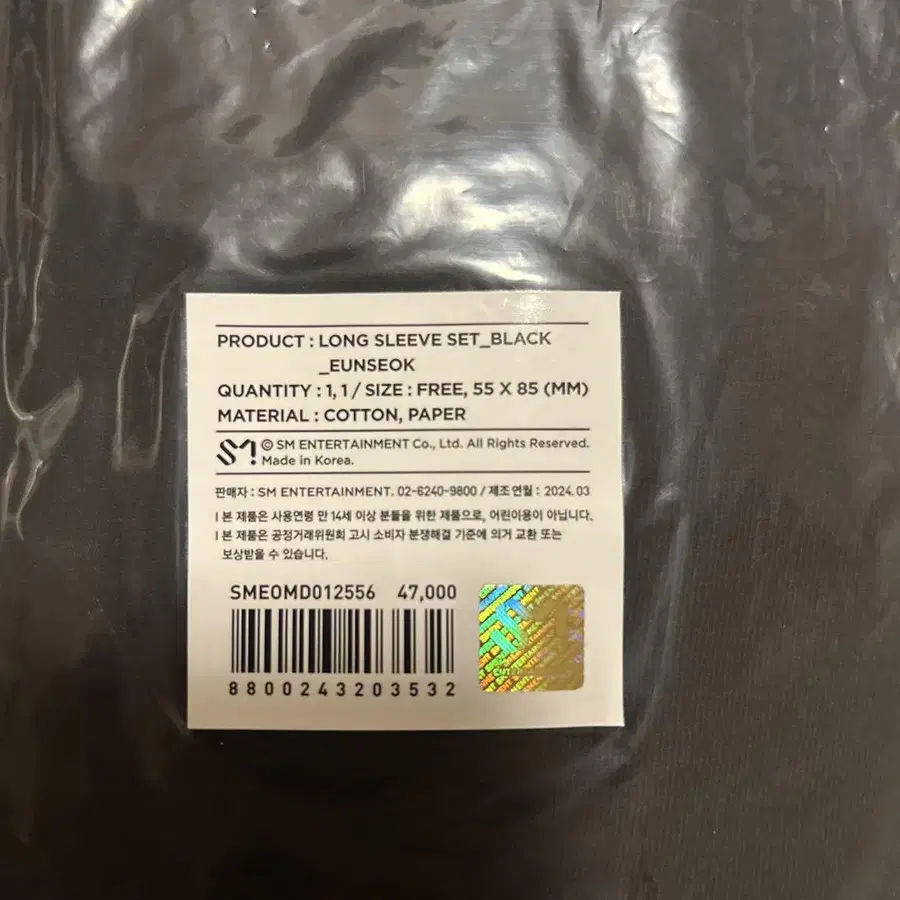 PRODUCT : LONG SLEEVE SET_BLACK
_EUNSEOK
QUANTITY : 1, 1 / SIZE : FREE, 55 X 85 (MM)
MATERIAL : COTTON, PAPER
SM
© SM ENTERTAINMENT Co., Ltd. All Rights Reserved.
Made in Korea.
판매자 : SM ENTERTAINMENT. 02-6240-9800 / 제조연월 : 2024.03
I 본 제품은 사용연령 만 14세 이상 분들을 위한 제품으로, 어린이용이 아닙니다.
I 본 제품은 공정거래위원회 고시 소비자 분쟁해결 기준에 의거 교환 또는
보상받을 수 있습니다.
SMEOMD012556 47,000
8800243203532